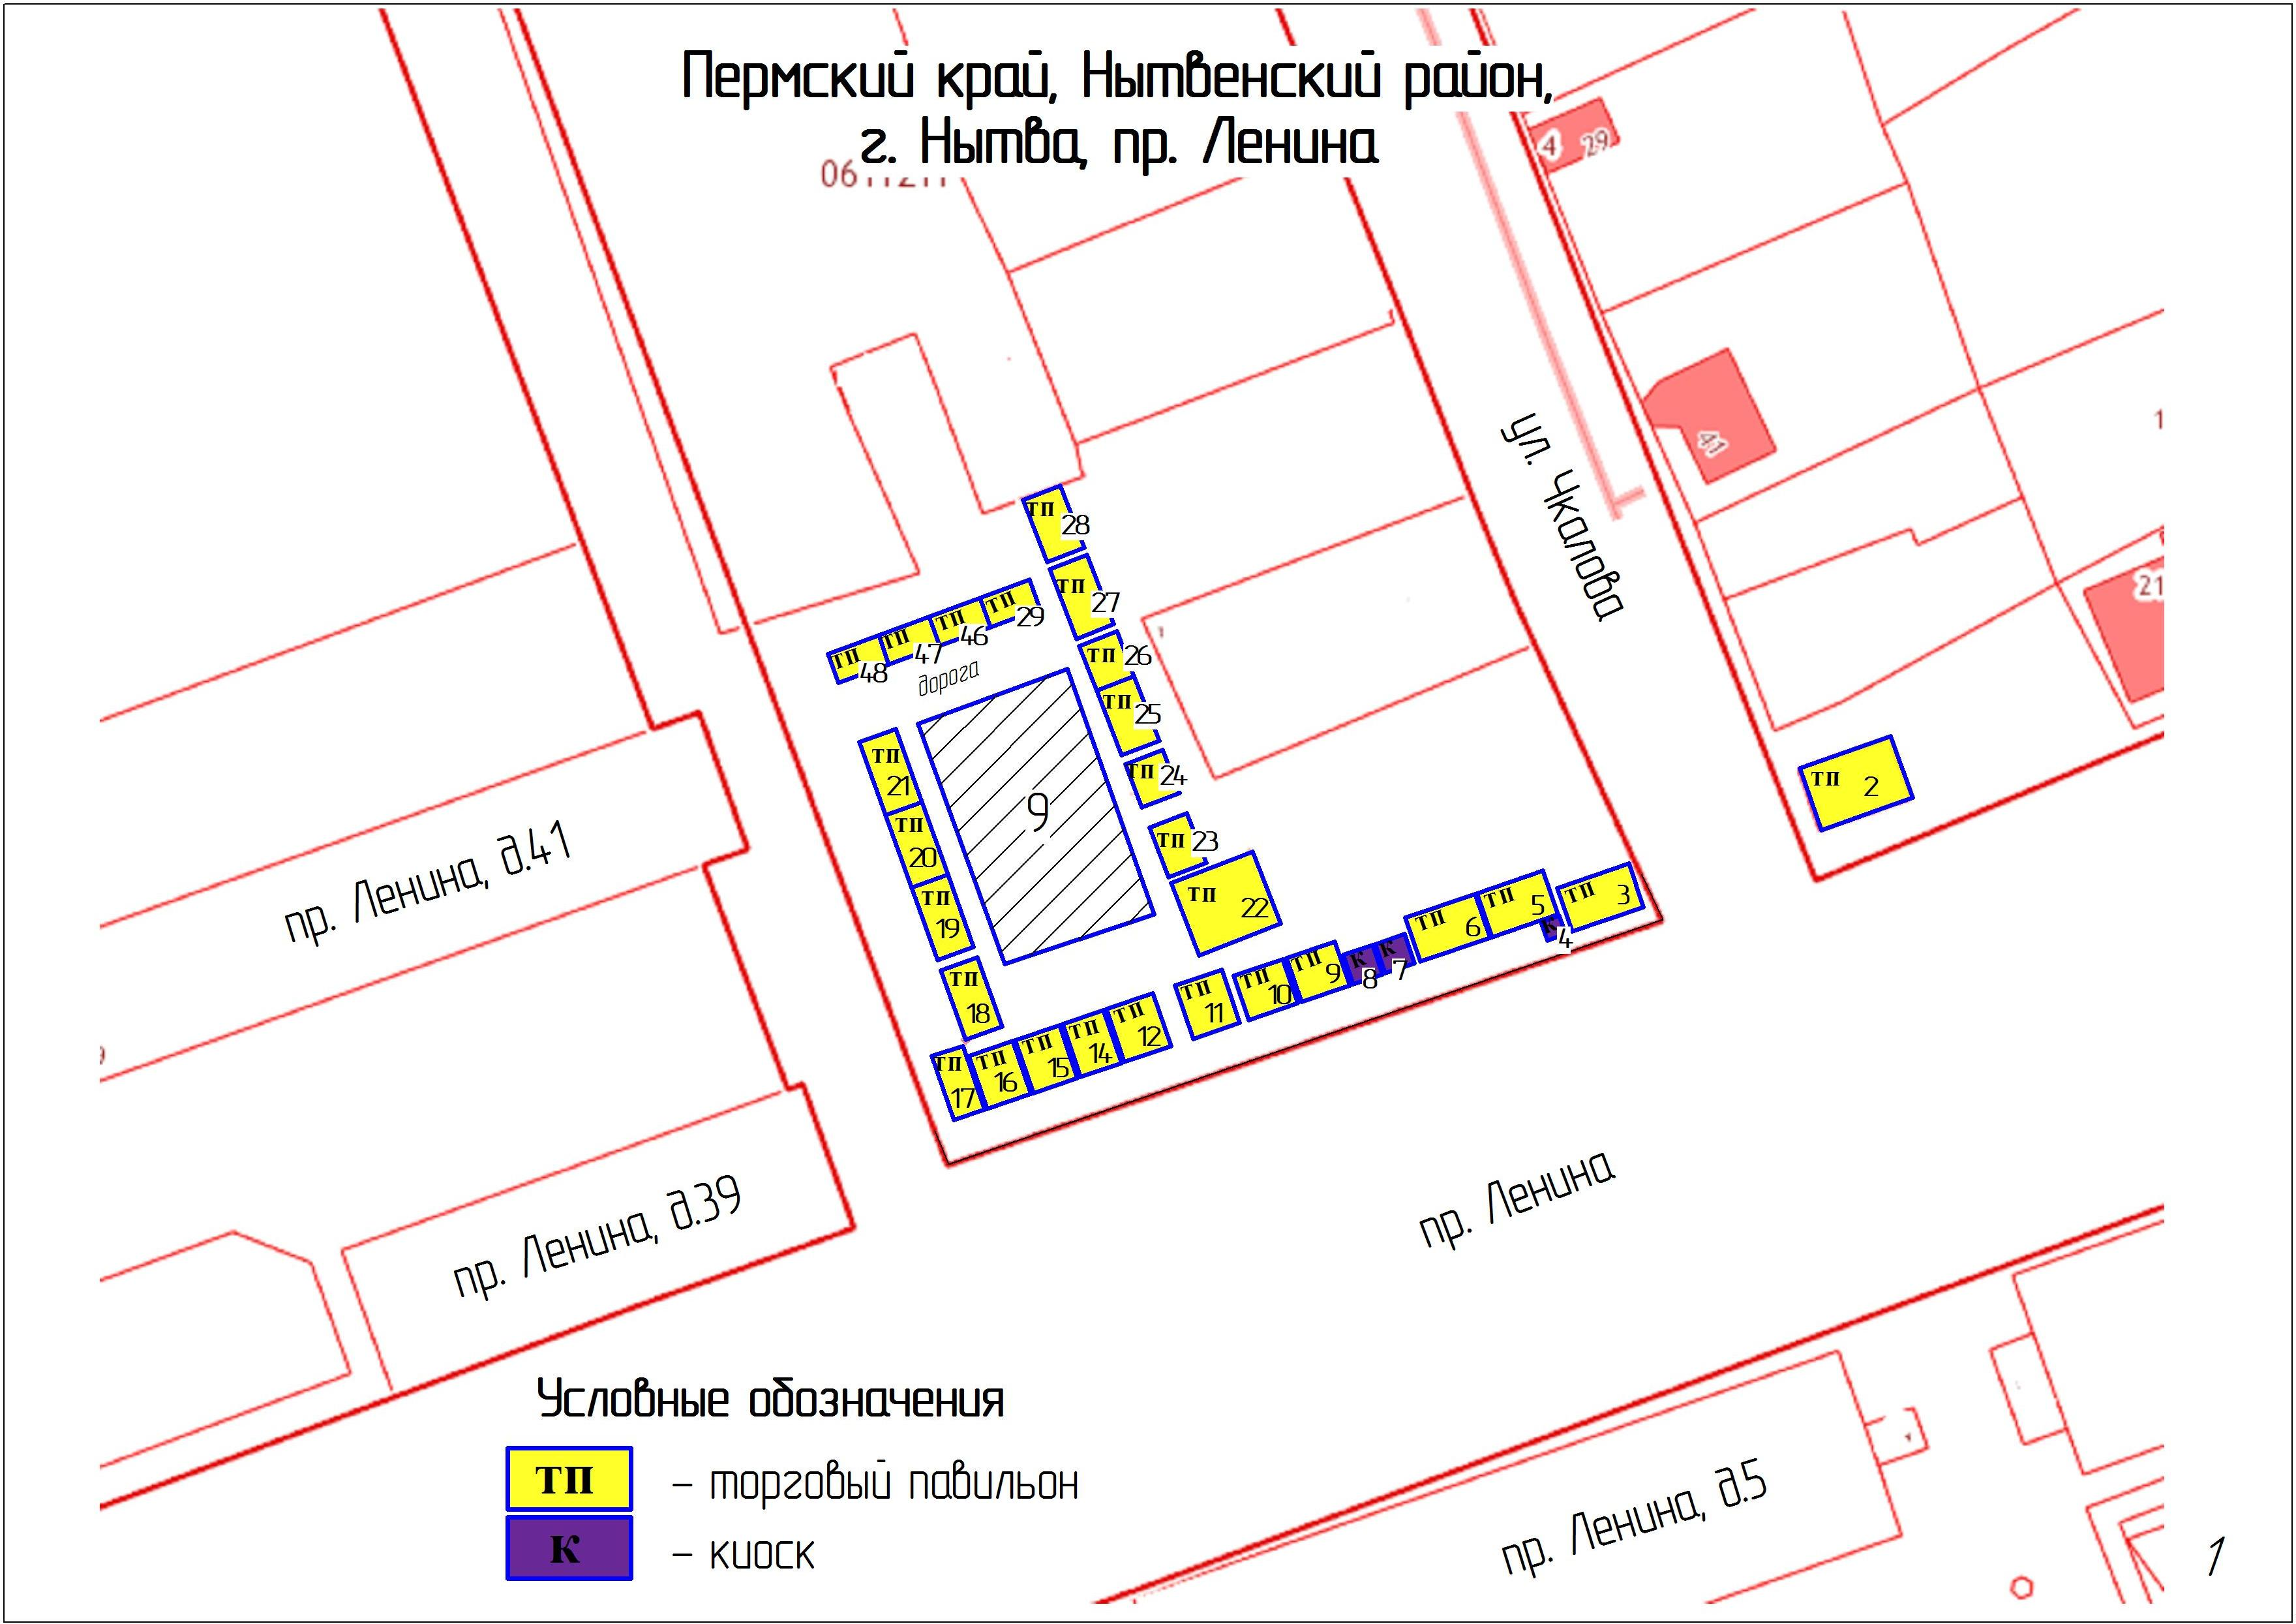 Пермский край, Нытвенский район,
г. Нытва, пр. Ленина
4 29
41
ул. Чкалова
1
21
ТП 28
ТП 27
ТП 29
ТП 46
ТП 47
ТП 48
дорога
ТП 26
ТП 25
ТП 24
ТП 23
ТП 22
9
ТП 21
ТП 20
ТП 19
ТП 18
ТП 2
ТП 3
К 4
ТП 5
ТП 6
К 7
К 8
ТП 9
ТП 10
ТП 11
ТП 12
ТП 14
ТП 15
ТП 16
ТП 17
пр. Ленина, д.41
пр. Ленина, д.39
пр. Ленина
пр. Ленина, д.5
Условные обозначения
ТП – торговый павильон
К – киоск
1